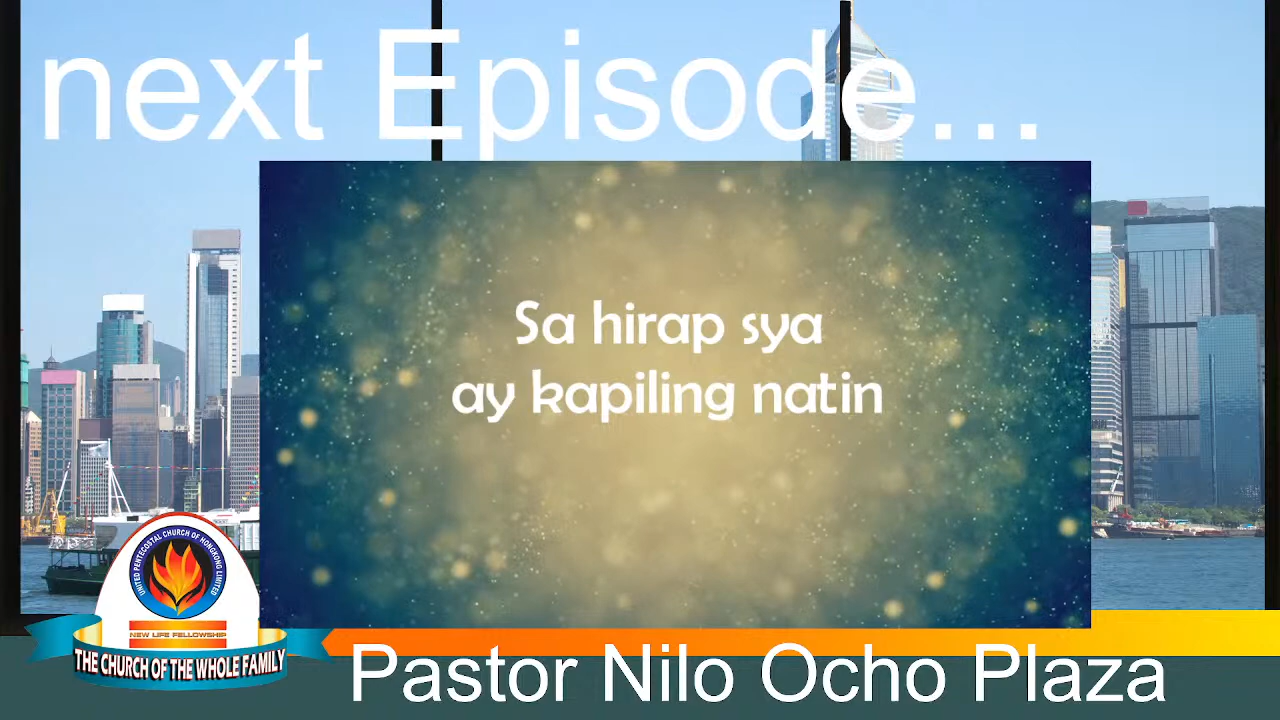 next Episode...
Sa hirap sya
ay kapiling natin
UNITED PENTECOSTAL CHURCH OF HONGKONG LIMITED
NEW LIFE FELLOWSHIP
THE CHURCH OF THE WHOLE FAMILY
Pastor Nilo Ocho Plaza